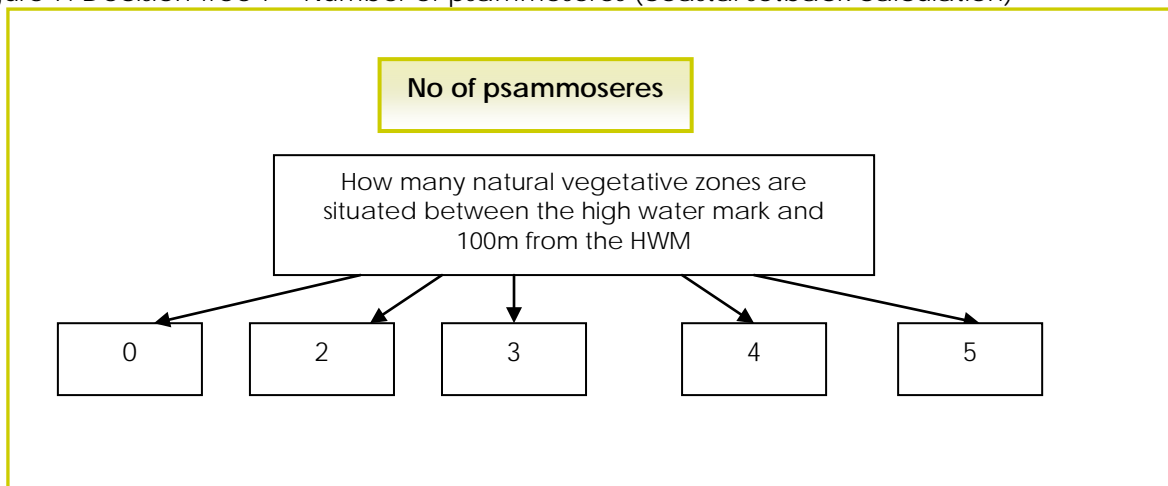 No of psammoseres
How many natural vegetative zones are
situated between the high water mark and
100m from the HWM
0 2 3 4 5